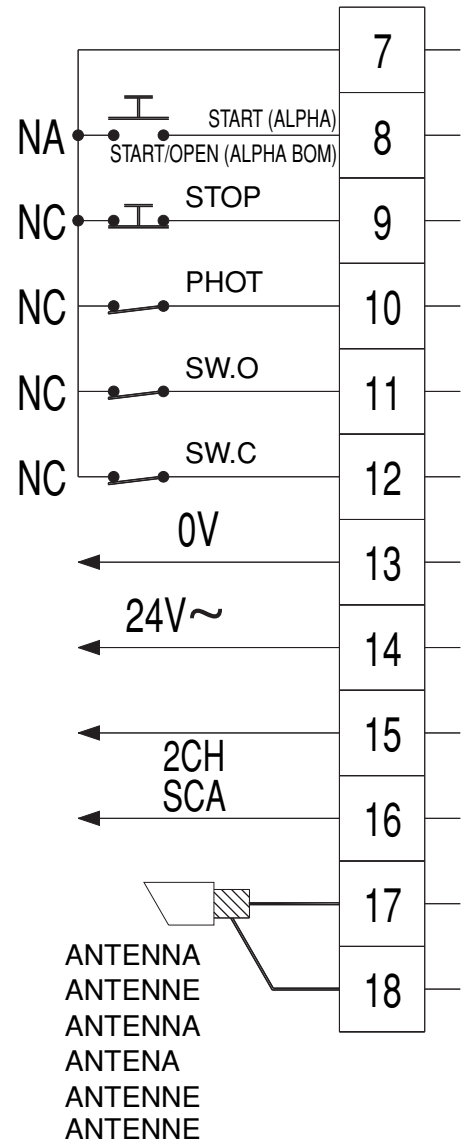 7
NA START (ALPHA) 8
START/OPEN (ALPHA BOM)
NC STOP 9
NC PHOT 10
NC SW.O 11
NC SW.C 12
0V 13
24V~ 14
15
2CH
SCA 16
17
ANTENNA
ANTENNE 18
ANTENNA
ANTENA
ANTENNE
ANTENNE